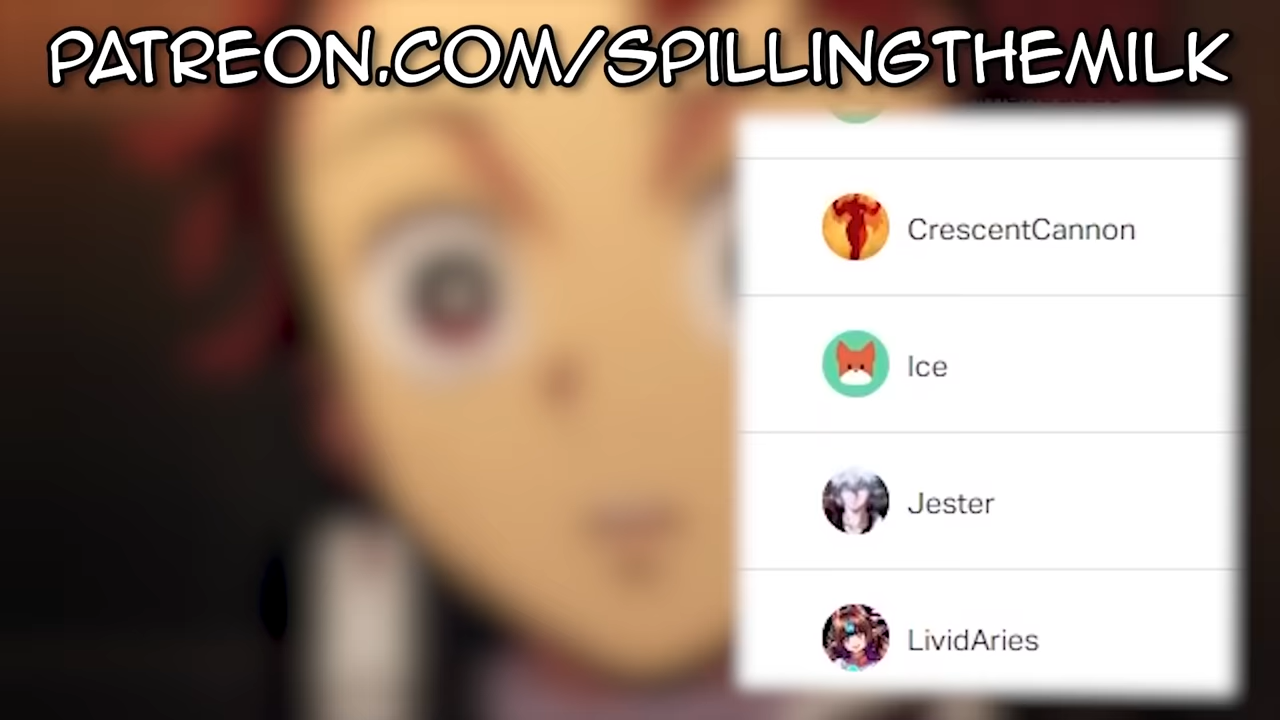 PATREON.COM/SPILLINGTHEMILK
CrescentCannon
Ice
Jester
LividAries